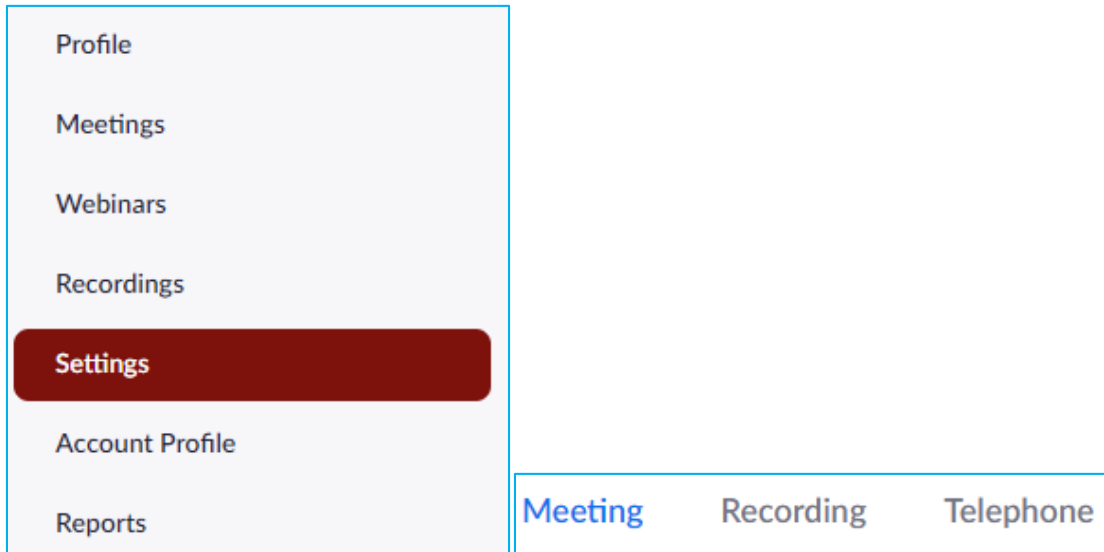 Profile
Meetings
Webinars
Recordings
Settings
Account Profile
Reports
Meeting Recording Telephone